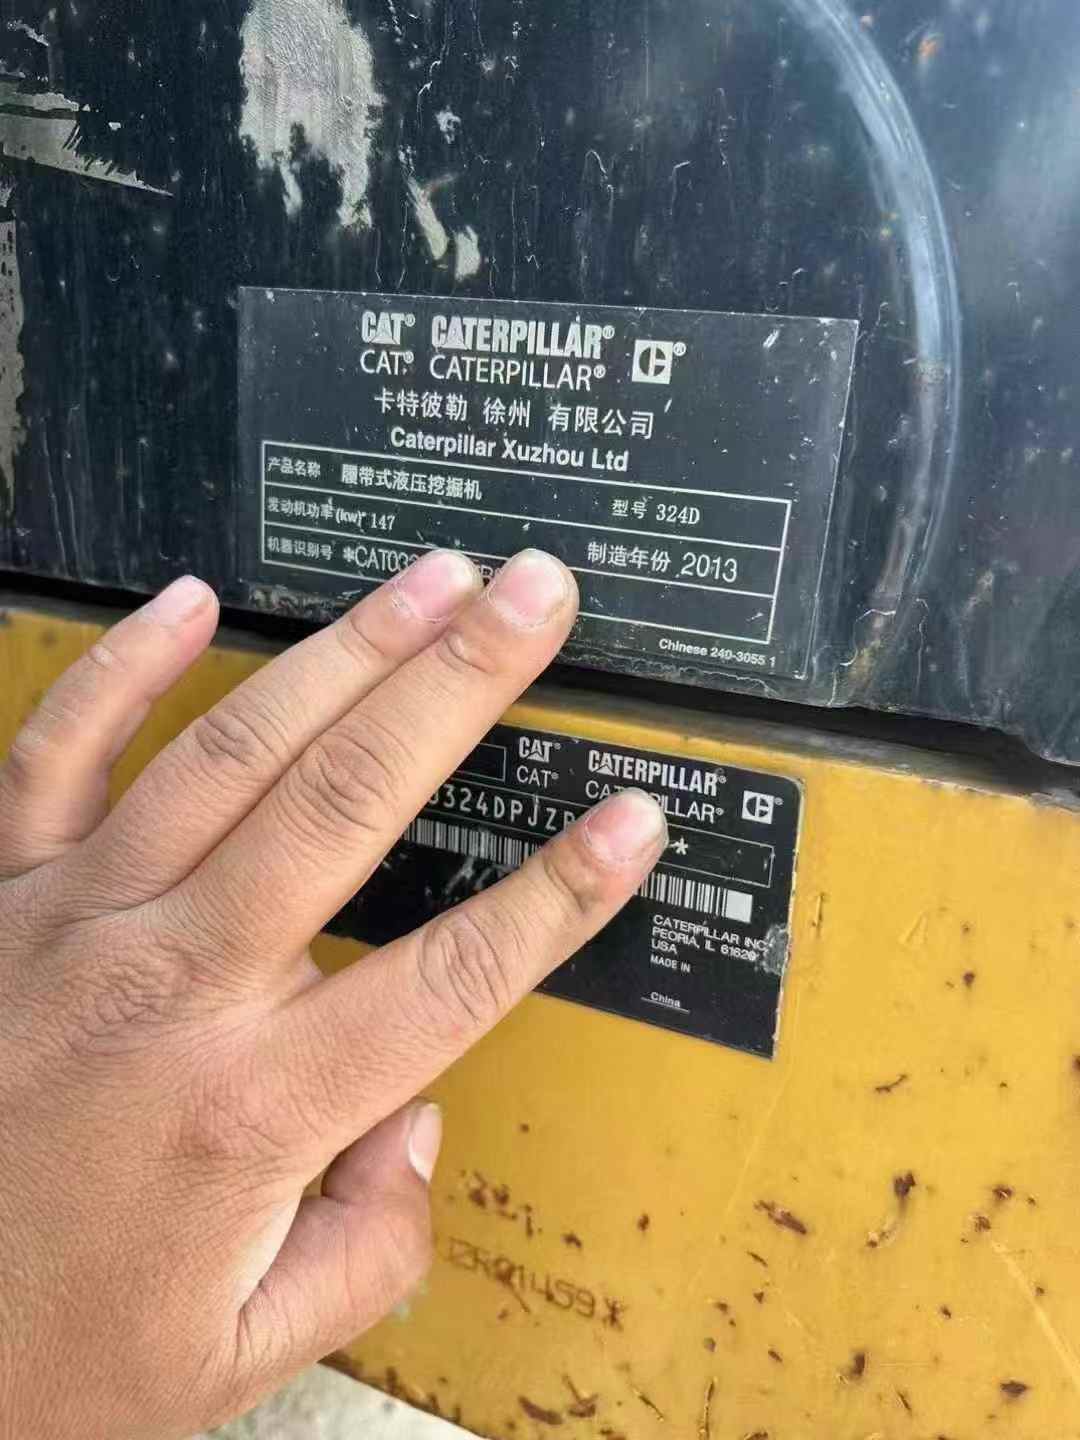 CAT® CATERPILLAR®
CAT® CATERPILLAR®
卡特彼勒 徐州 有限公司
Caterpillar Xuzhou Ltd
产品名称 履带式液压挖掘机
型号 324D
发动机功率(kw) 147
制造年份 2013
机器识别号 *CAT03
Chinese 240-3055 1
CAT® CATERPILLAR®
CAT®
324DPJZ
*
CATERPILLAR INC.
PEORIA, IL 61629
USA
MADE IN
China